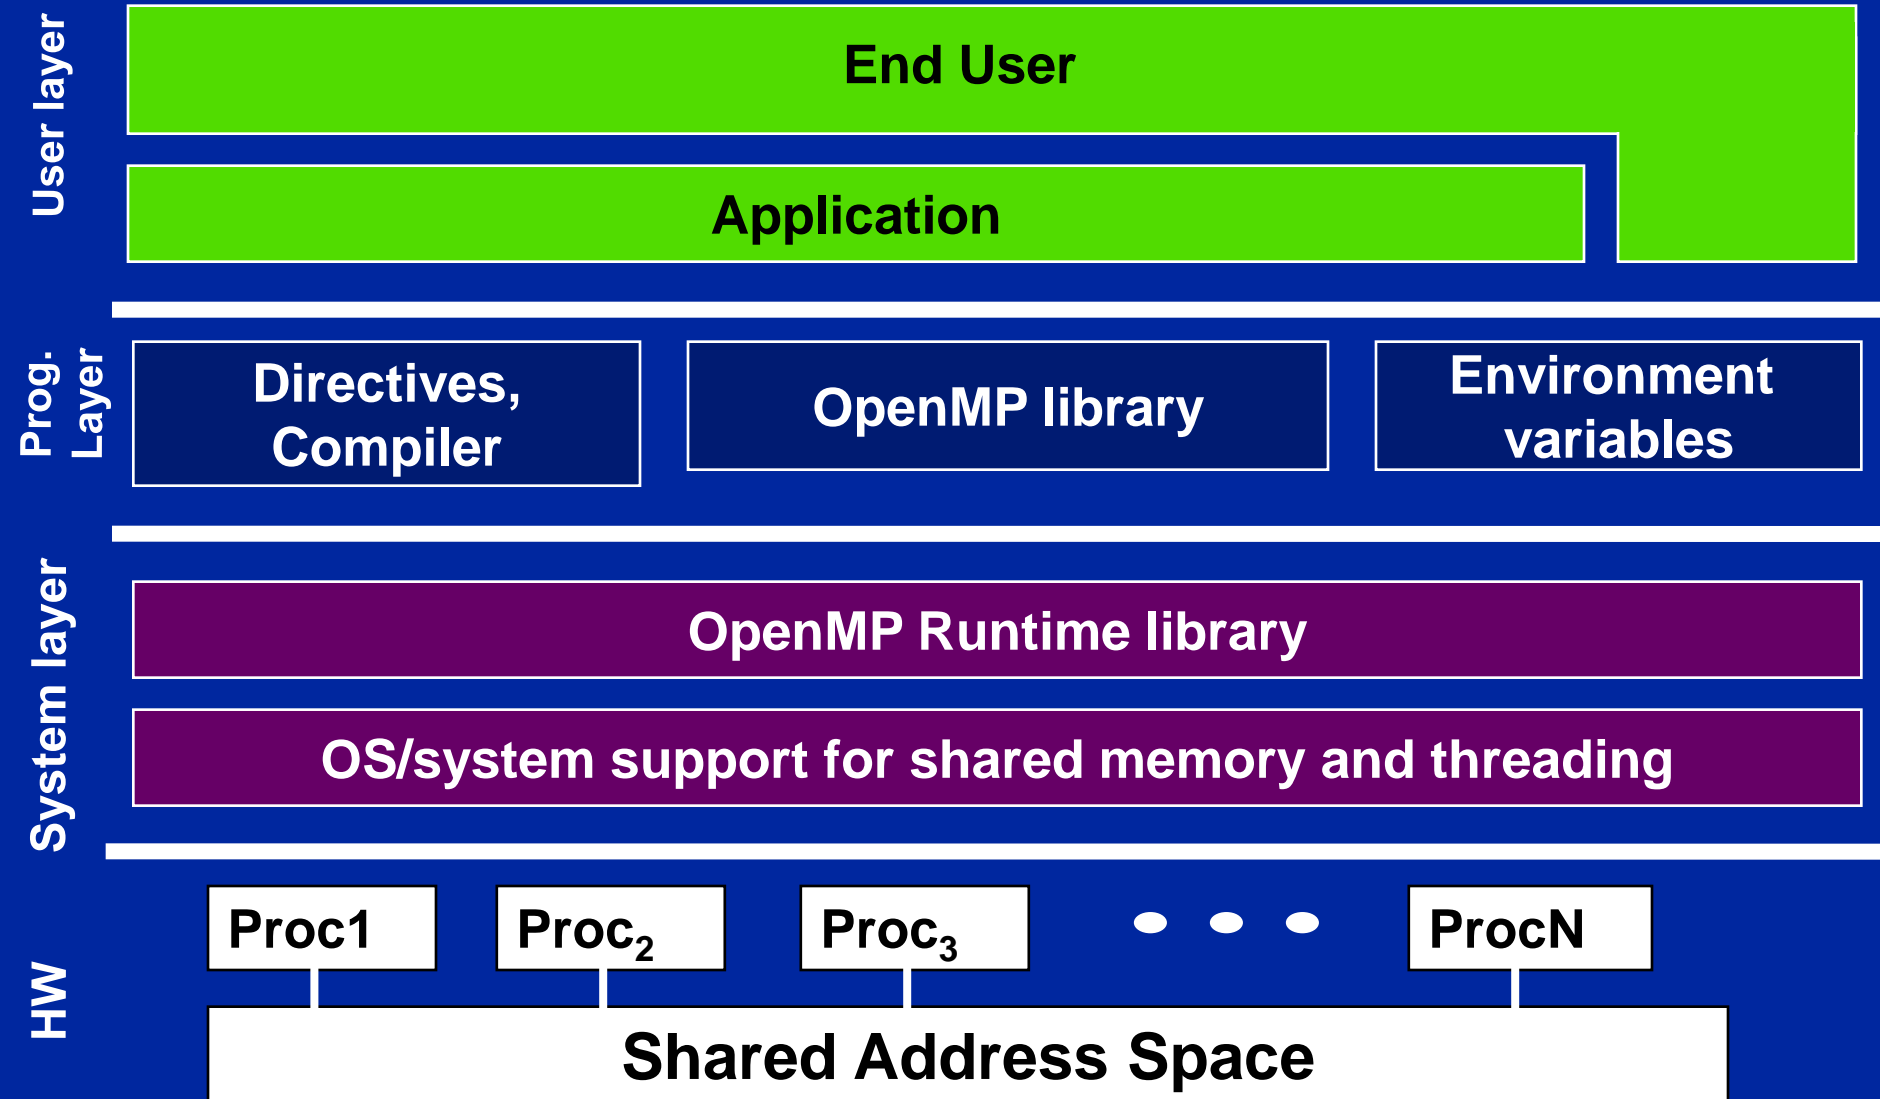 User layer
End User
Application
Prog.
Layer
Directives,
Compiler
OpenMP library
Environment
variables
System layer
OpenMP Runtime library
OS/system support for shared memory and threading
HW
Proc1
Proc₂
Proc₃
ProcN
Shared Address Space